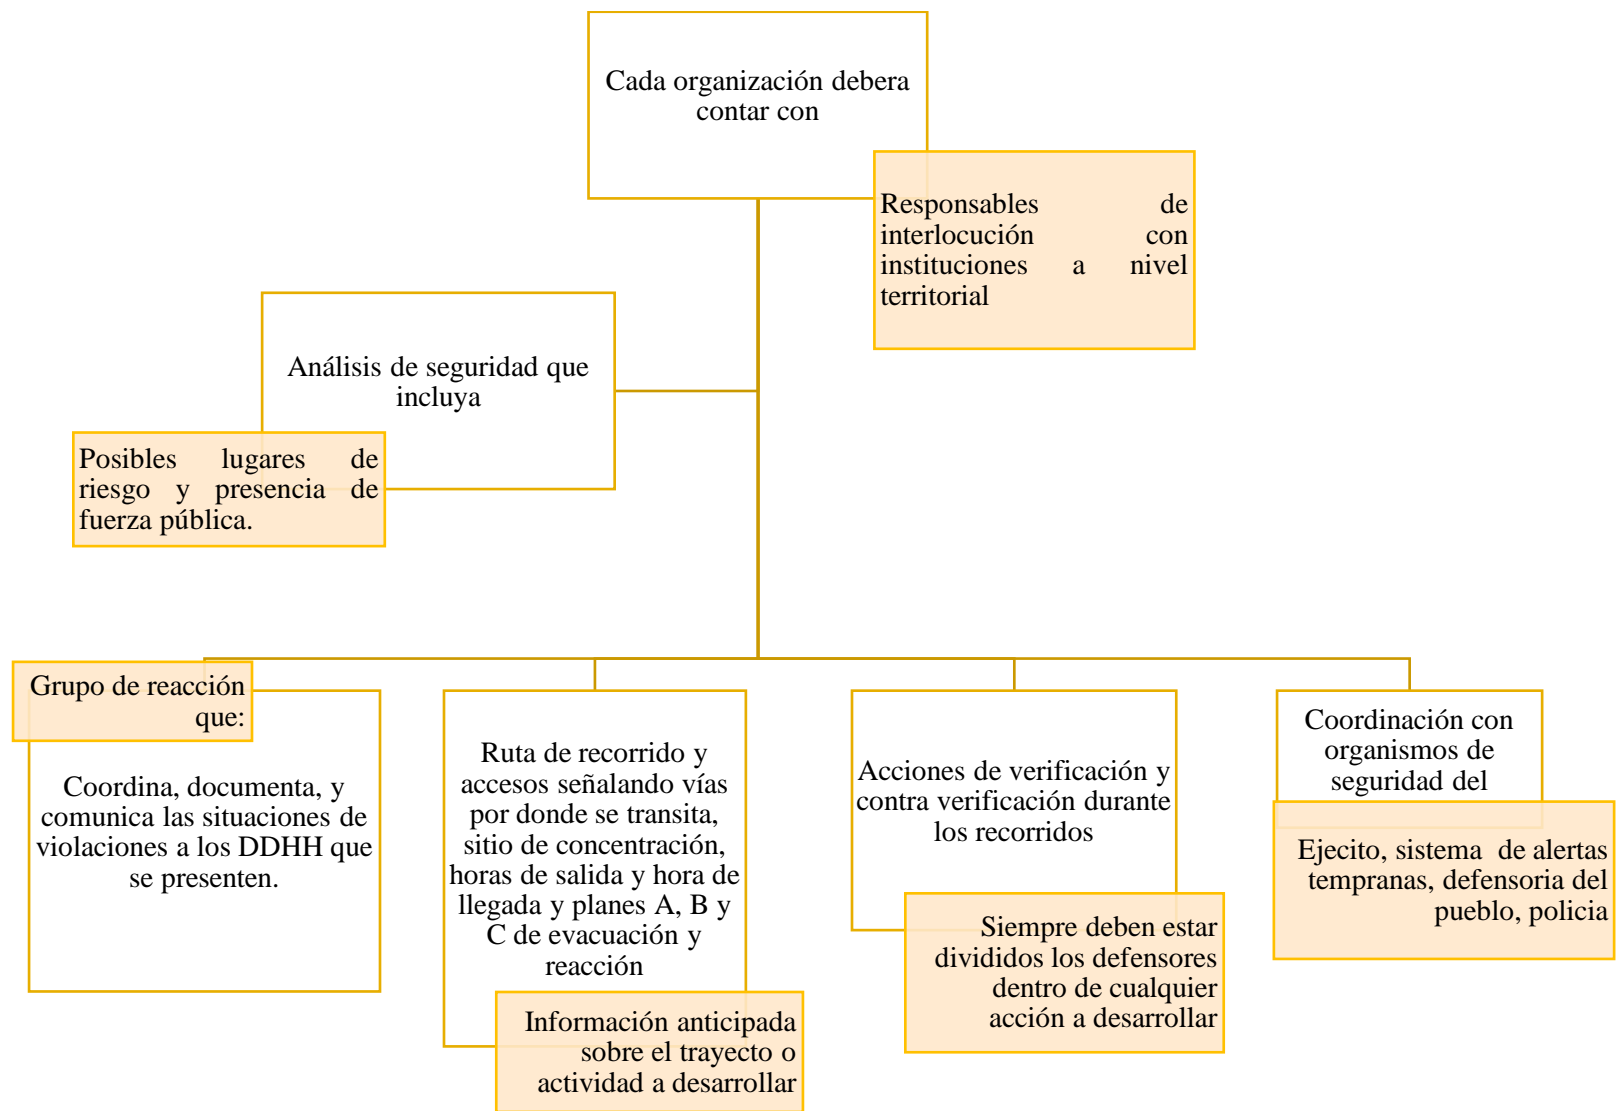 Cada organización debera
contar con
Responsables de
interlocución con
instituciones a nivel
territorial
Análisis de seguridad que
incluya
Posibles lugares de
riesgo y presencia de
fuerza pública.
Grupo de reacción
que:
Coordina, documenta, y
comunica las situaciones de
violaciones a los DDHH que
se presenten.
Ruta de recorrido y
accesos señalando vías
por donde se transita,
sitio de concentración,
horas de salida y hora de
llegada y planes A, B y
C de evacuación y
reacción
Información anticipada
sobre el trayecto o
actividad a desarrollar
Acciones de verificación y
contra verificación durante
los recorridos
Siempre deben estar
divididos los defensores
dentro de cualquier
acción a desarrollar
Coordinación con
organismos de
seguridad del
Ejecito, sistema de alertas
tempranas, defensoria del
pueblo, policia